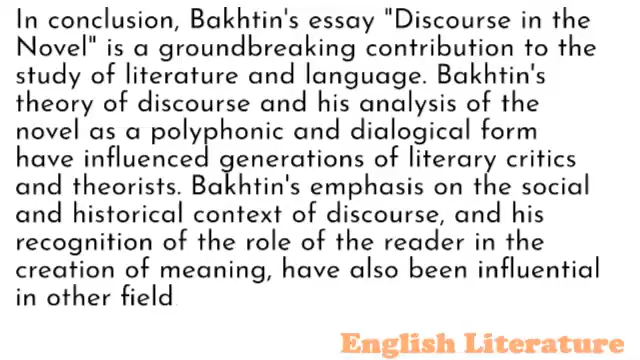 In conclusion, Bakhtin's essay "Discourse in the
Novel" is a groundbreaking contribution to the
study of literature and language. Bakhtin's
theory of discourse and his analysis of the
novel as a polyphonic and dialogical form
have influenced generations of literary critics
and theorists. Bakhtin's emphasis on the social
and historical context of discourse, and his
recognition of the role of the reader in the
creation of meaning, have also been influential
in other field
English Literature